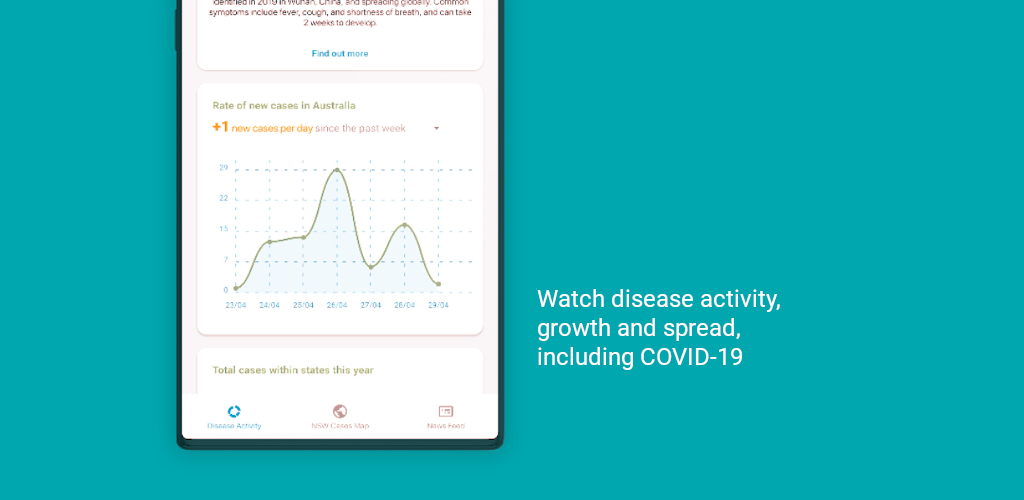 identified in 2019 in Wuhan, China, and spreading globally. Common
symptoms include fever, cough, and shortness of breath, and can take
2 weeks to develop.
Find out more
Rate of new cases in Australia
+1 new cases per day since the past week
29
22
15
7
0
23/04 24/04 25/04 26/04 27/04 28/04 29/04
Total cases within states this year
Disease Activity NSW Cases Map News Feed
Watch disease activity,
growth and spread,
including COVID-19